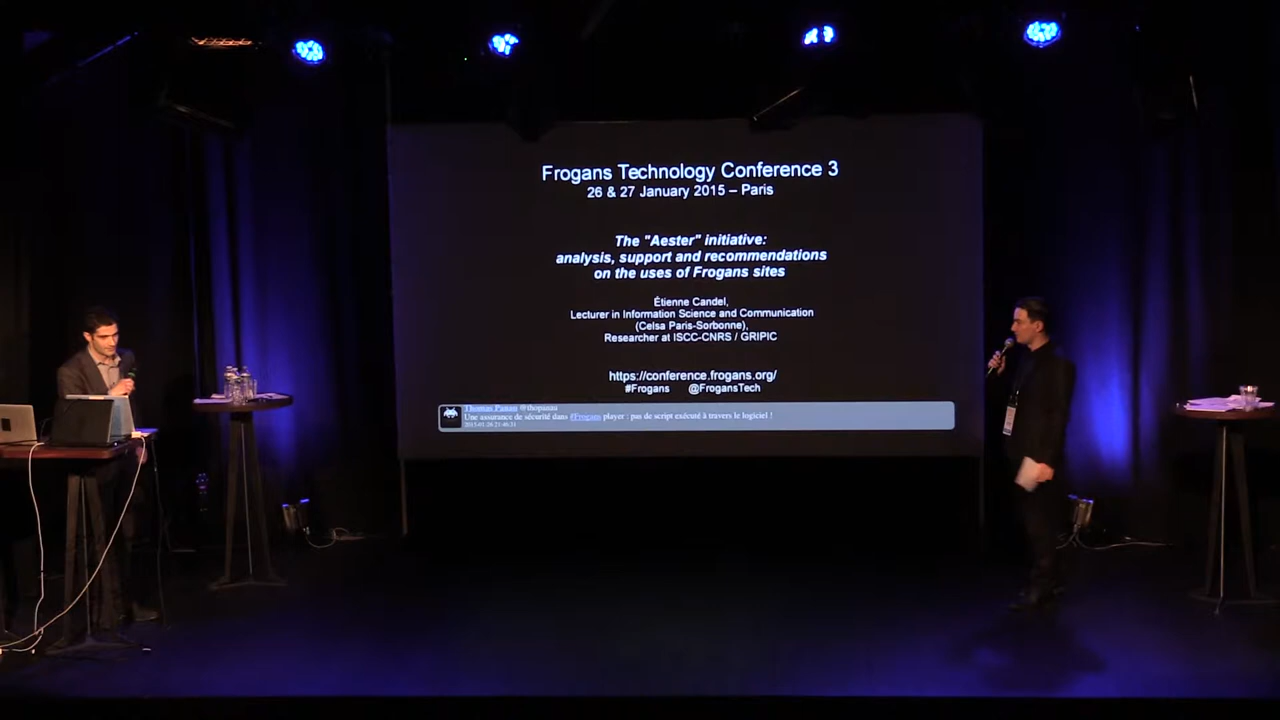 Frogans Technology Conference 3
26 & 27 January 2015 – Paris
The "Aester" initiative:
analysis, support and recommendations
on the uses of Frogans sites
Étienne Candel,
Lecturer in Information Science and Communication
(Celsa Paris-Sorbonne),
Researcher at ISCC-CNRS / GRIPIC
https://conference.frogans.org/
#Frogans @FrogansTech
Thomas Panau @thopanau
Une assurance de sécurité dans #Frogans player : pas de script exécuté à travers le logiciel !